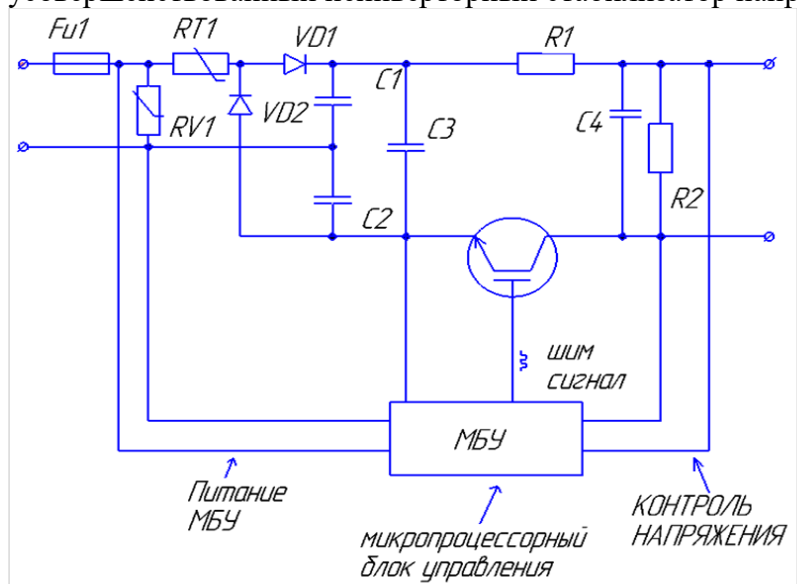 Fu1
RT1
VD1
R1
C1
RV1
VD2
C3
C4
C2
R2
ШИМ
СИГНАЛ
МБУ
Питание
МБУ
микропроцессорный
блок управления
КОНТРОЛЬ
НАПРЯЖЕНИЯ